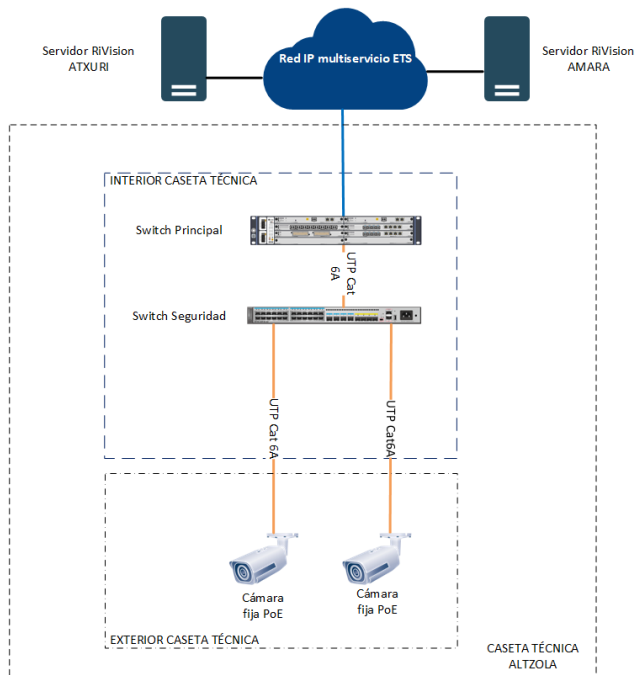 Servidor RiVision
ATXURI
Red IP multiservicio ETS
Servidor RiVision
AMARA
INTERIOR CASETA TÉCNICA
Switch Principal
UTP Cat
6A
Switch Seguridad
UTP Cat 6A
UTP Cat6A
Cámara
fija PoE
Cámara
fija PoE
EXTERIOR CASETA TÉCNICA
CASETA TÉCNICA
ALTZOLA